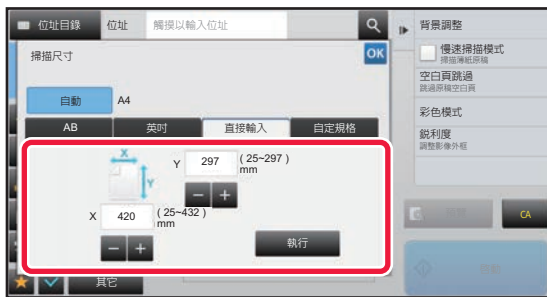 位址目錄
位址
觸摸以輸入位址
背景調整
掃描尺寸
OK
慢速掃描模式
掃描薄紙原稿
空白頁跳過
跳過原稿空白頁
自動
A4
彩色模式
AB
英吋
直接輸入
自定規格
銳利度
調整影像外框
X
Y
Y
297
(25~297)
mm
X
420
(25~432)
mm
執行
CA
其它